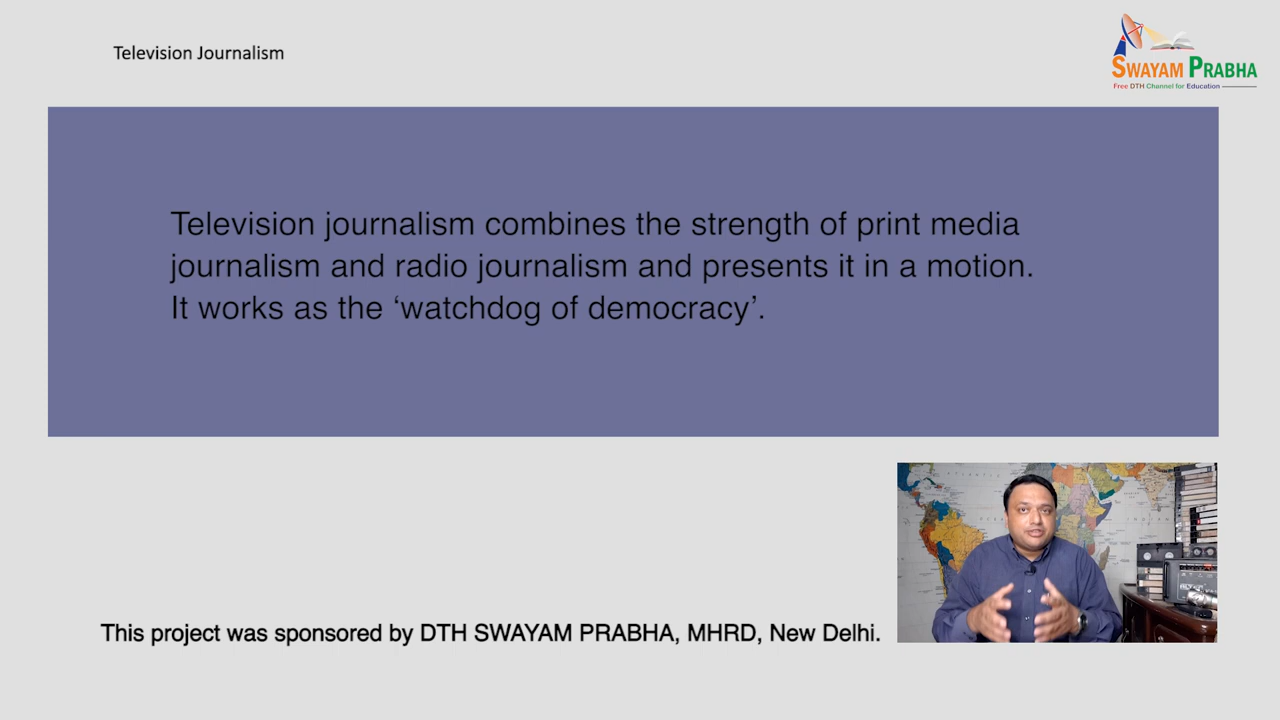 Television Journalism
SWAYAM PRABHA
Free DTH Channel for Education
Television journalism combines the strength of print media
journalism and radio journalism and presents it in a motion.
It works as the ‘watchdog of democracy’.
This project was sponsored by DTH SWAYAM PRABHA, MHRD, New Delhi.